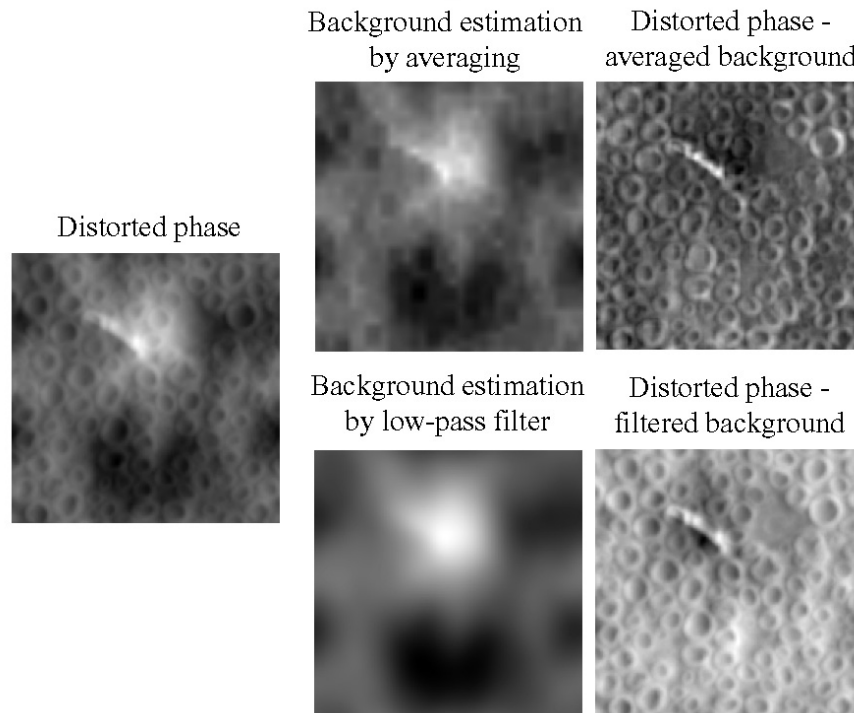 Background estimation
by averaging
Distorted phase -
averaged background
Distorted phase
Background estimation
by low-pass filter
Distorted phase -
filtered background